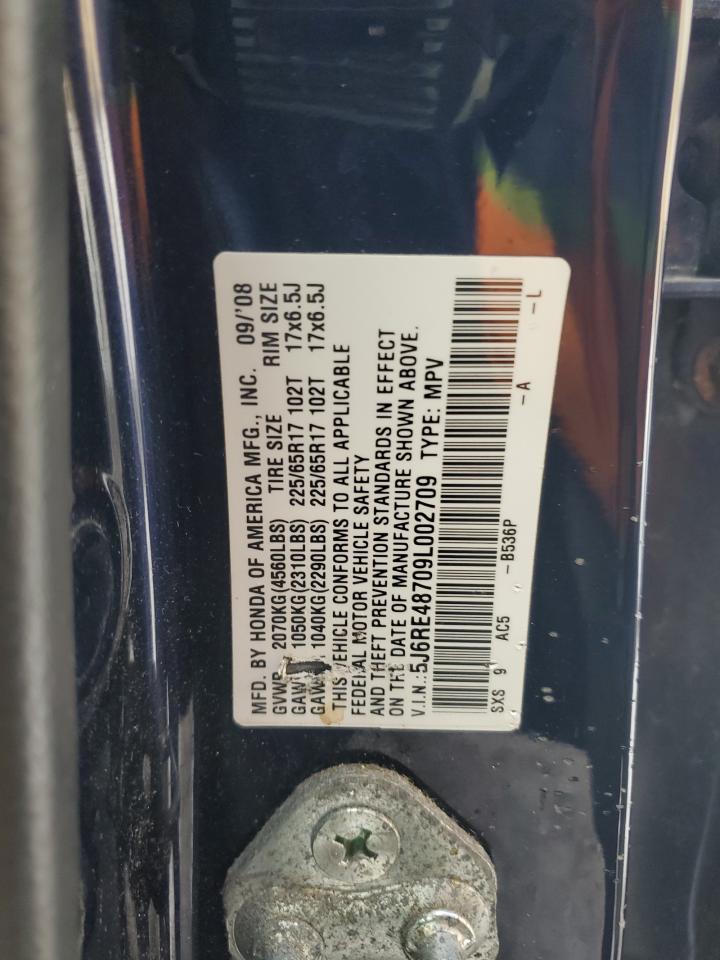 MFD. BY HONDA OF AMERICA MFG., INC. 09/'08
GVWR 2070KG(4560LBS) TIRE SIZE RIM SIZE
1050KG(2310LBS) 225/65R17 102T 17x6.5J
1040KG(2290LBS) 225/65R17 102T 17x6.5J
THIS VEHICLE CONFORMS TO ALL APPLICABLE
FEDERAL MOTOR VEHICLE SAFETY
AND THEFT PREVENTION STANDARDS IN EFFECT
ON THE DATE OF MANUFACTURE SHOWN ABOVE.
V.I.N.:5J6RE48709L002709 TYPE: MPV
SXS 9 AC5 -B536P -A -L